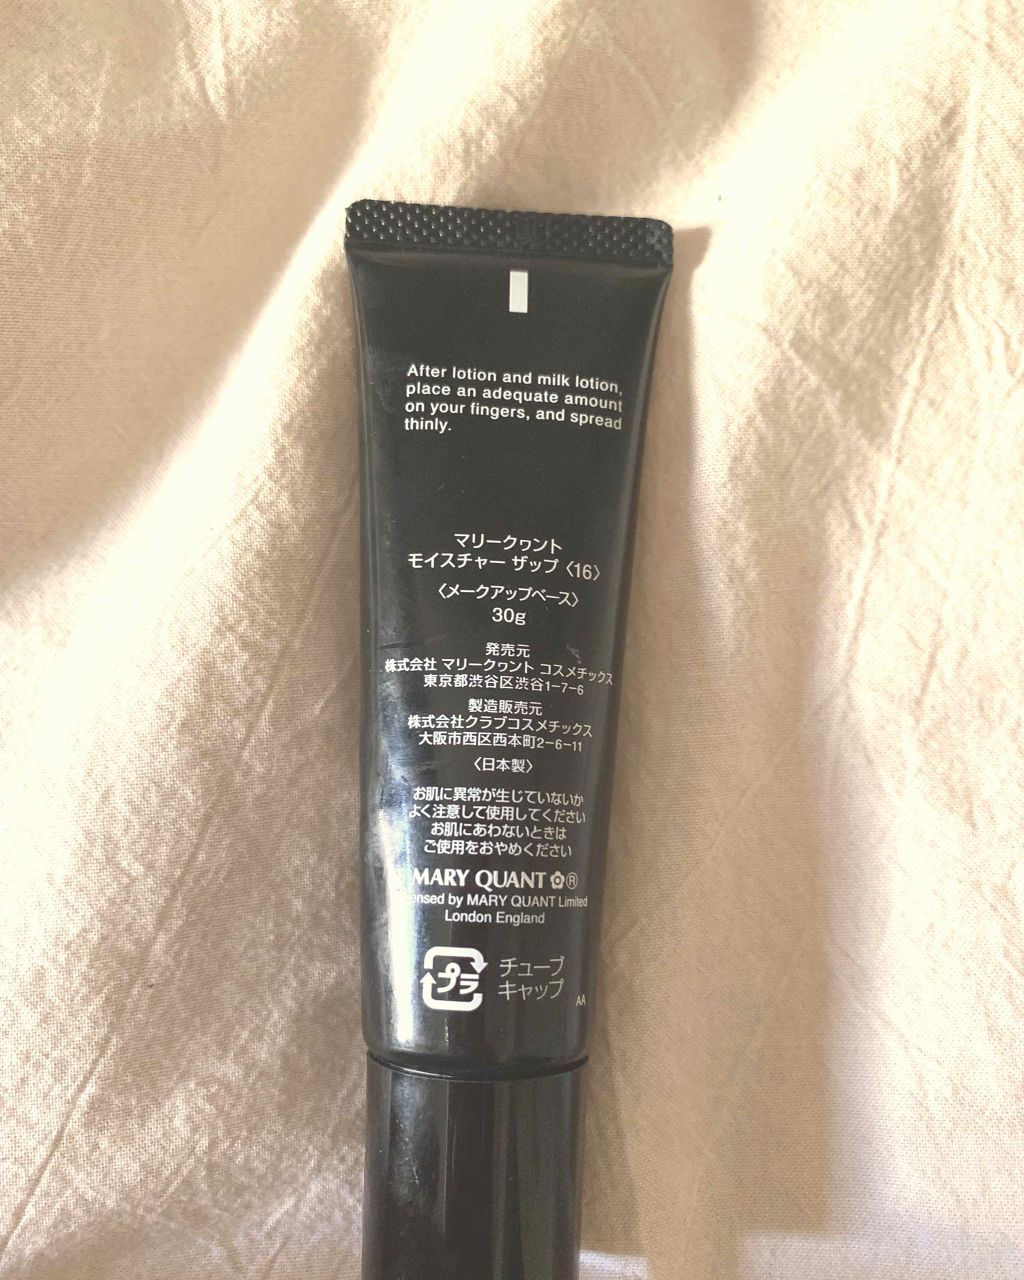 After lotion and milk lotion,
place an adequate amount
on your fingers, and spread
thinly.
マリークヮント
モイスチャー ザップ〈16〉
〈メークアップベース〉
30g
発売元
株式会社 マリークヮント コスメチックス
東京都渋谷区渋谷1-7-6
製造販売元
株式会社クラブコスメチックス
大阪市西区西本町2-6-11
〈日本製〉
お肌に異常が生じていないか
よく注意して使用してください
お肌にあわないときは
ご使用をおやめください
MARY QUANT ®
ensed by MARY QUANT Limited
London England
プラ
チューブ
キャップ
AA